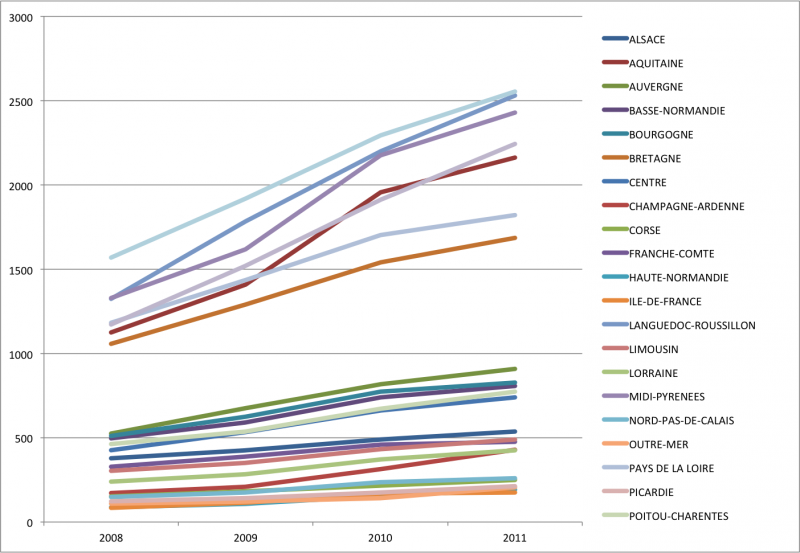 3000
2500
2000
1500
1000
500
0
2008 2009 2010 2011
ALSACE
AQUITAINE
AUVERGNE
BASSE-NORMANDIE
BOURGOGNE
BRETAGNE
CENTRE
CHAMPAGNE-ARDENNE
CORSE
FRANCHE-COMTE
HAUTE-NORMANDIE
ILE-DE-FRANCE
LANGUEDOC-ROUSSILLON
LIMOUSIN
LORRAINE
MIDI-PYRENEES
NORD-PAS-DE-CALAIS
OUTRE-MER
PAYS DE LA LOIRE
PICARDIE
POITOU-CHARENTES